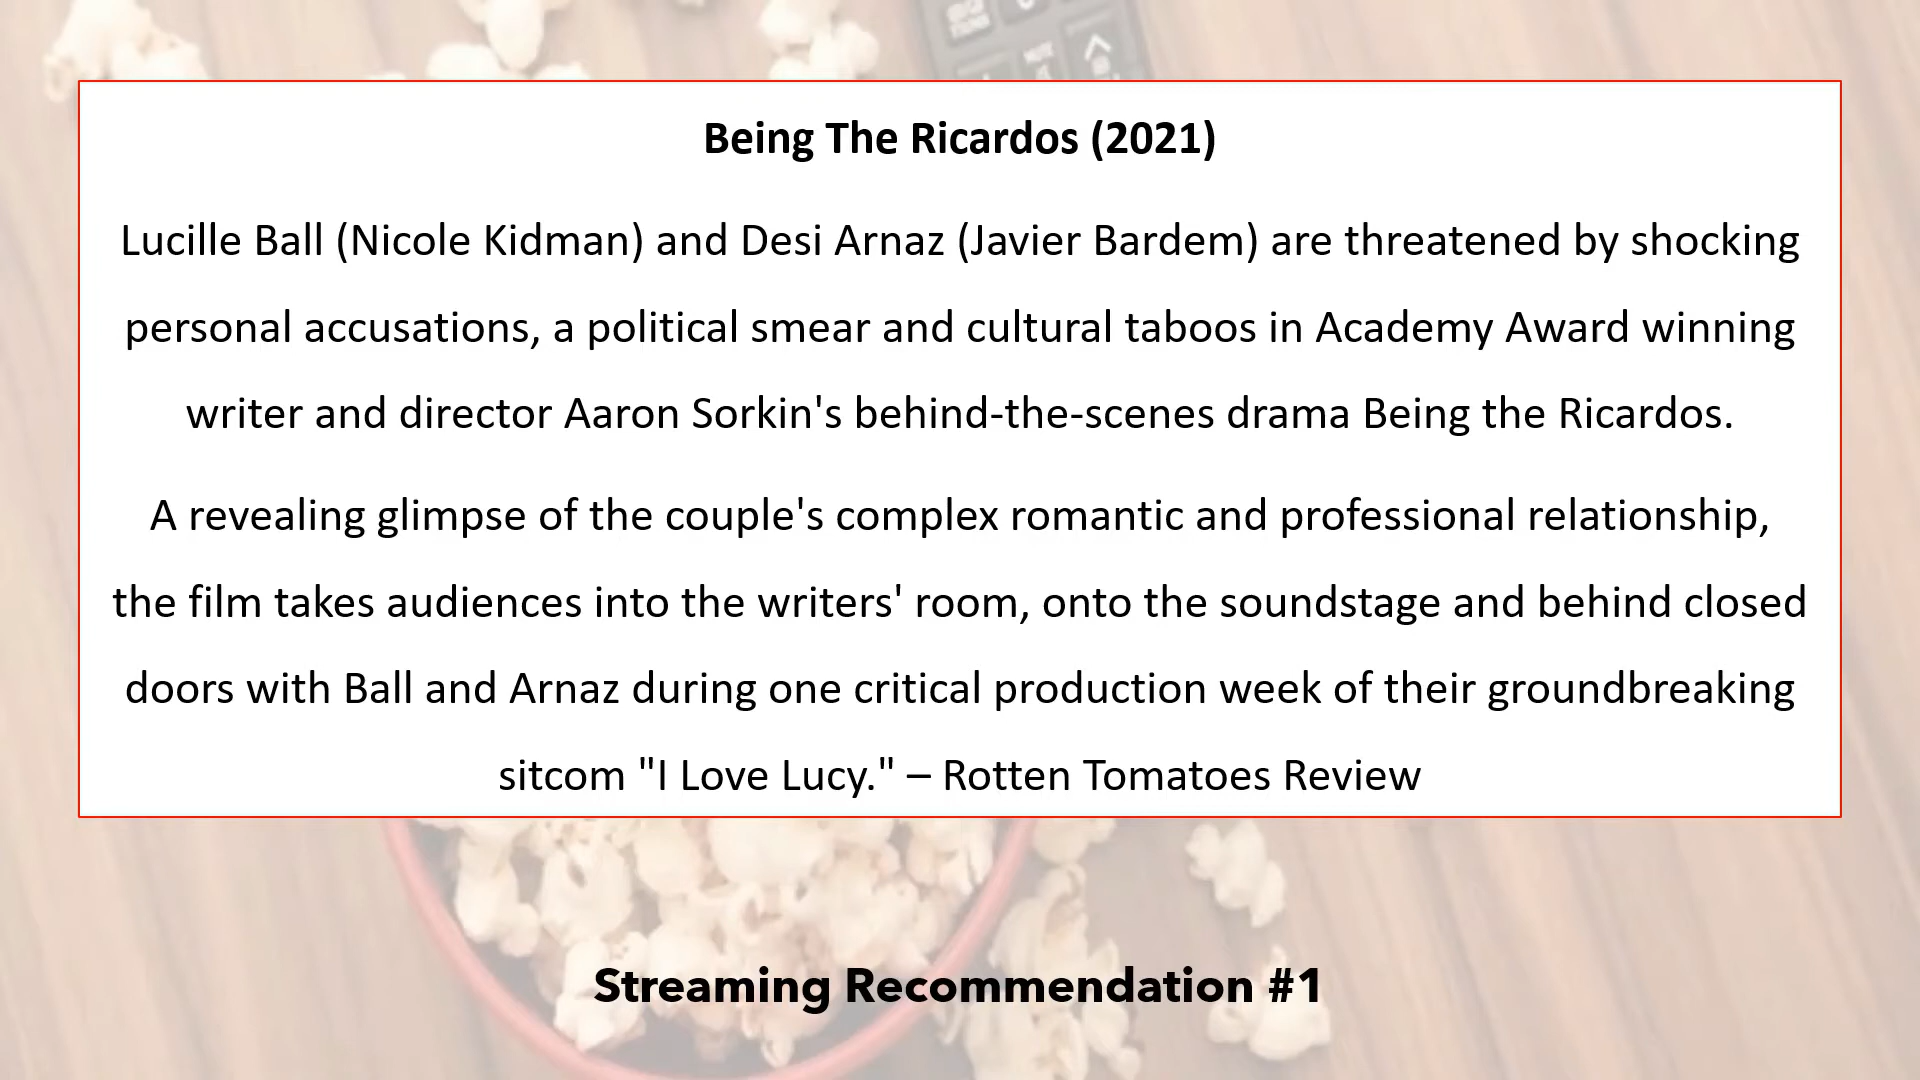 Being The Ricardos (2021)
Lucille Ball (Nicole Kidman) and Desi Arnaz (Javier Bardem) are threatened by shocking
personal accusations, a political smear and cultural taboos in Academy Award winning
writer and director Aaron Sorkin's behind-the-scenes drama Being the Ricardos.
A revealing glimpse of the couple's complex romantic and professional relationship,
the film takes audiences into the writers' room, onto the soundstage and behind closed
doors with Ball and Arnaz during one critical production week of their groundbreaking
sitcom "I Love Lucy." – Rotten Tomatoes Review
Streaming Recommendation #1